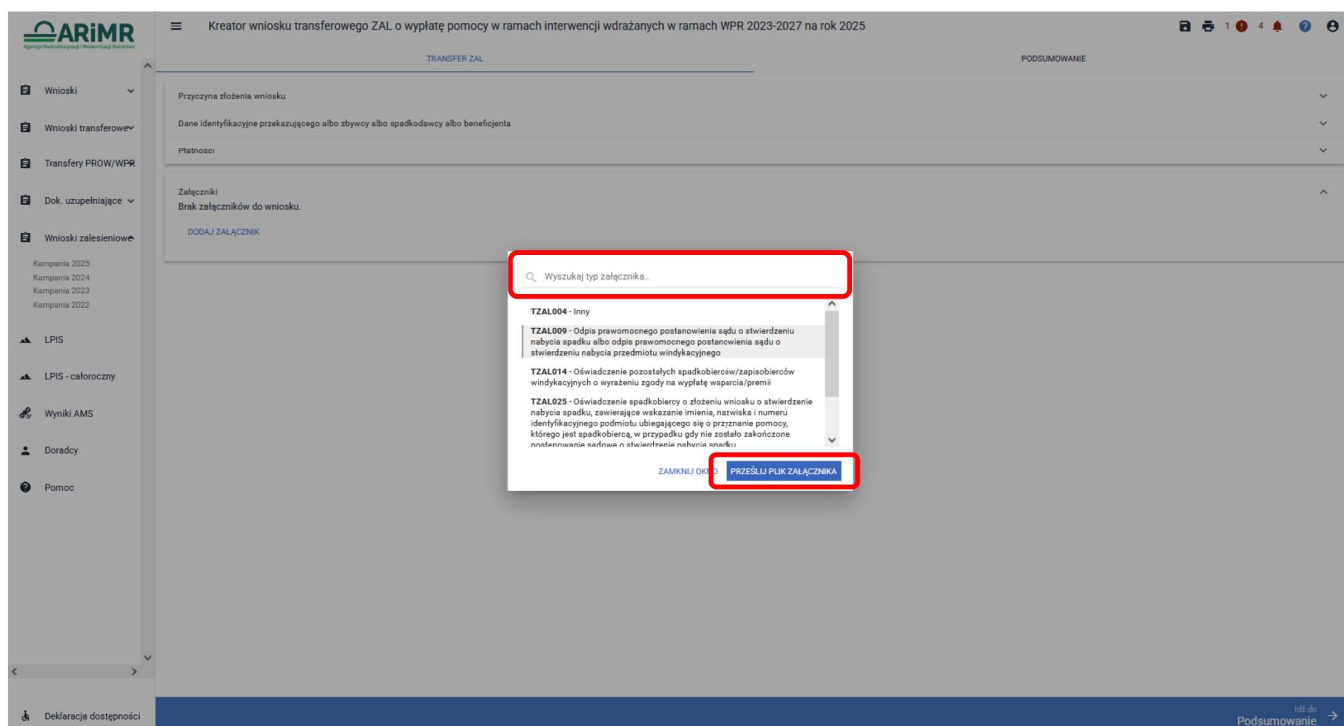 ARiMR
Agencja Restrukturyzacji i Modernizacji Rolnictwa
Kreator wniosku transferowego ZAL o wypłatę pomocy w ramach interwencji wdrażanych w ramach WPR 2023-2027 na rok 2025
1
4
TRANSFER ZAL
PODSUMOWANIE
Wnioski
Wnioski transferowe
Transfery PROW/WPR
Dok. uzupełniające
Wnioski zalesieniowe
Kampania 2025
Kampania 2024
Kampania 2023
Kampania 2022
LPIS
LPIS - całoroczny
Wyniki AMS
Doradcy
Pomoc
Deklaracja dostępności
Przyczyna złożenia wniosku
Dane identyfikacyjne przekazującego albo zbywcy albo spadkodawcy albo beneficjenta
Płatności
Załączniki
Brak załączników do wniosku.
DODAJ ZAŁĄCZNIK
Wyszukaj typ załącznika..
TZAL004 - Inny
TZAL009 - Odpis prawomocnego postanowienia sądu o stwierdzeniu
nabycia spadku albo odpis prawomocnego postanowienia sądu o
stwierdzeniu nabycia przedmiotu windykacyjnego
TZAL014 - Oświadczenie pozostałych spadkobierców/zapisobierców
windykacyjnych o wyrażeniu zgody na wypłatę wsparcia/premii
TZAL025 - Oświadczenie spadkobiercy o złożeniu wniosku o stwierdzenie
nabycia spadku, zawierające wskazanie imienia, nazwiska i numeru
identyfikacyjnego podmiotu ubiegającego się o przyznanie pomocy,
którego jest spadkobiercą, w przypadku gdy nie zostało zakończone
postępowanie sądowe o stwierdzenie nabycia spadku
ZAMKNIJ OKNO
PRZEŚLIJ PLIK ZAŁĄCZNIKA
Idź do
Podsumowanie